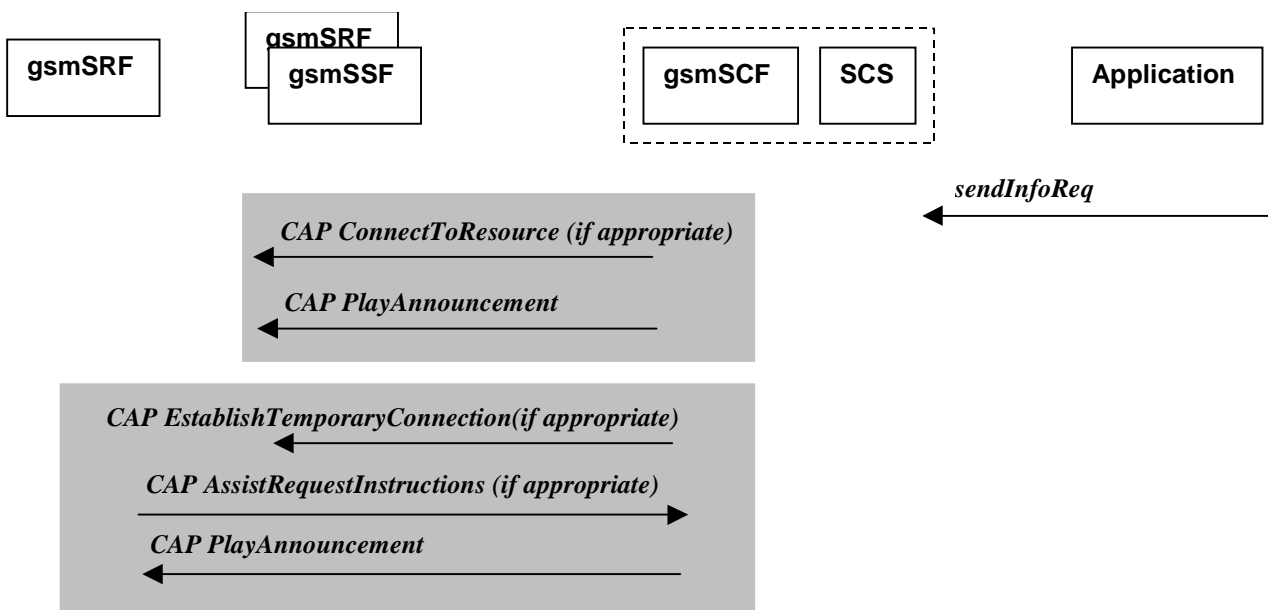 gsmSRF
gsmSRF
gsmSSF
gsmSCF
SCS
Application
sendInfoReq
CAP ConnectToResource (if appropriate)
CAP PlayAnnouncement
CAP EstablishTemporaryConnection(if appropriate)
CAP AssistRequestInstructions (if appropriate)
CAP PlayAnnouncement